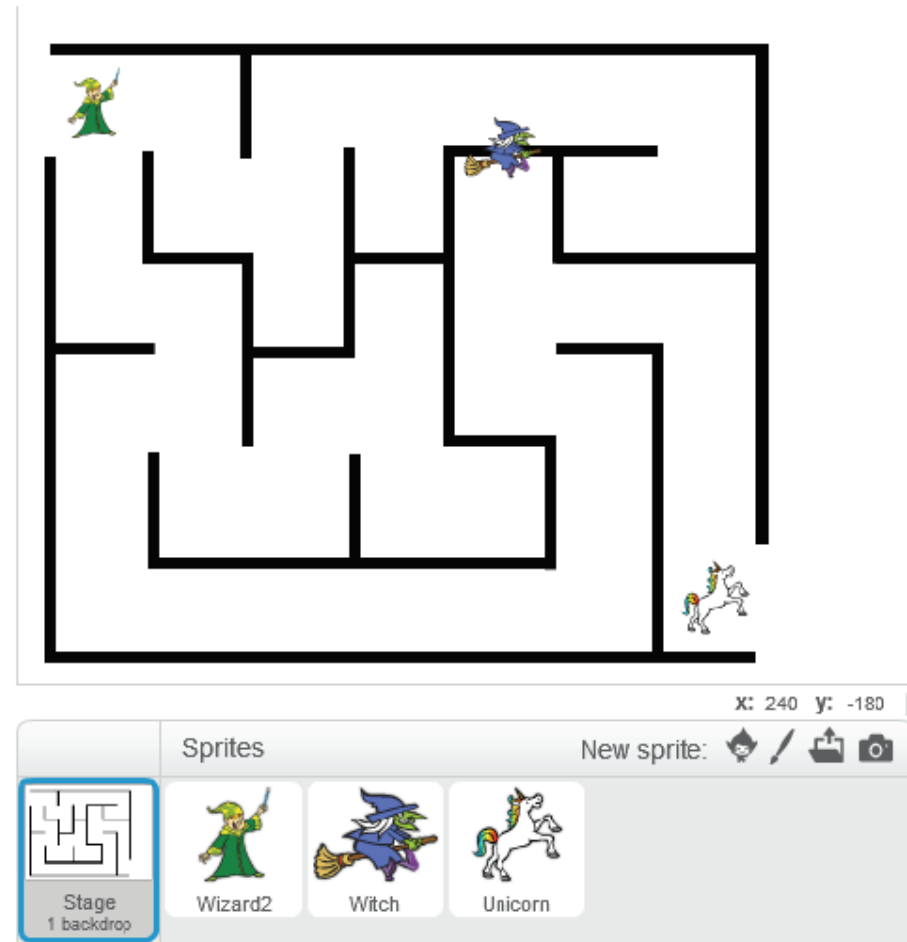 x: 240 y: -180
Sprites
New sprite:
Stage
1 backdrop
Wizard2
Witch
Unicorn